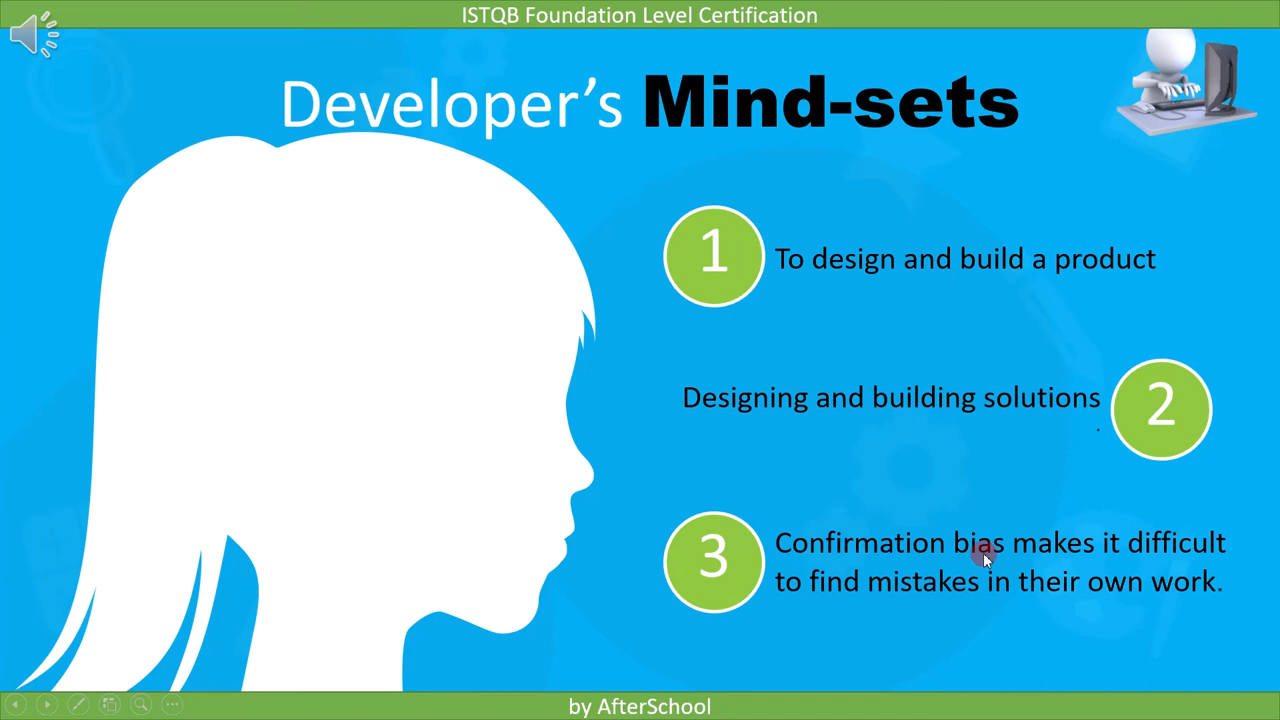 ISTQB Foundation Level Certification
Developer's Mind-sets
1
To design and build a product
Designing and building solutions
.
2
3
Confirmation bias makes it difficult
to find mistakes in their own work.
by AfterSchool